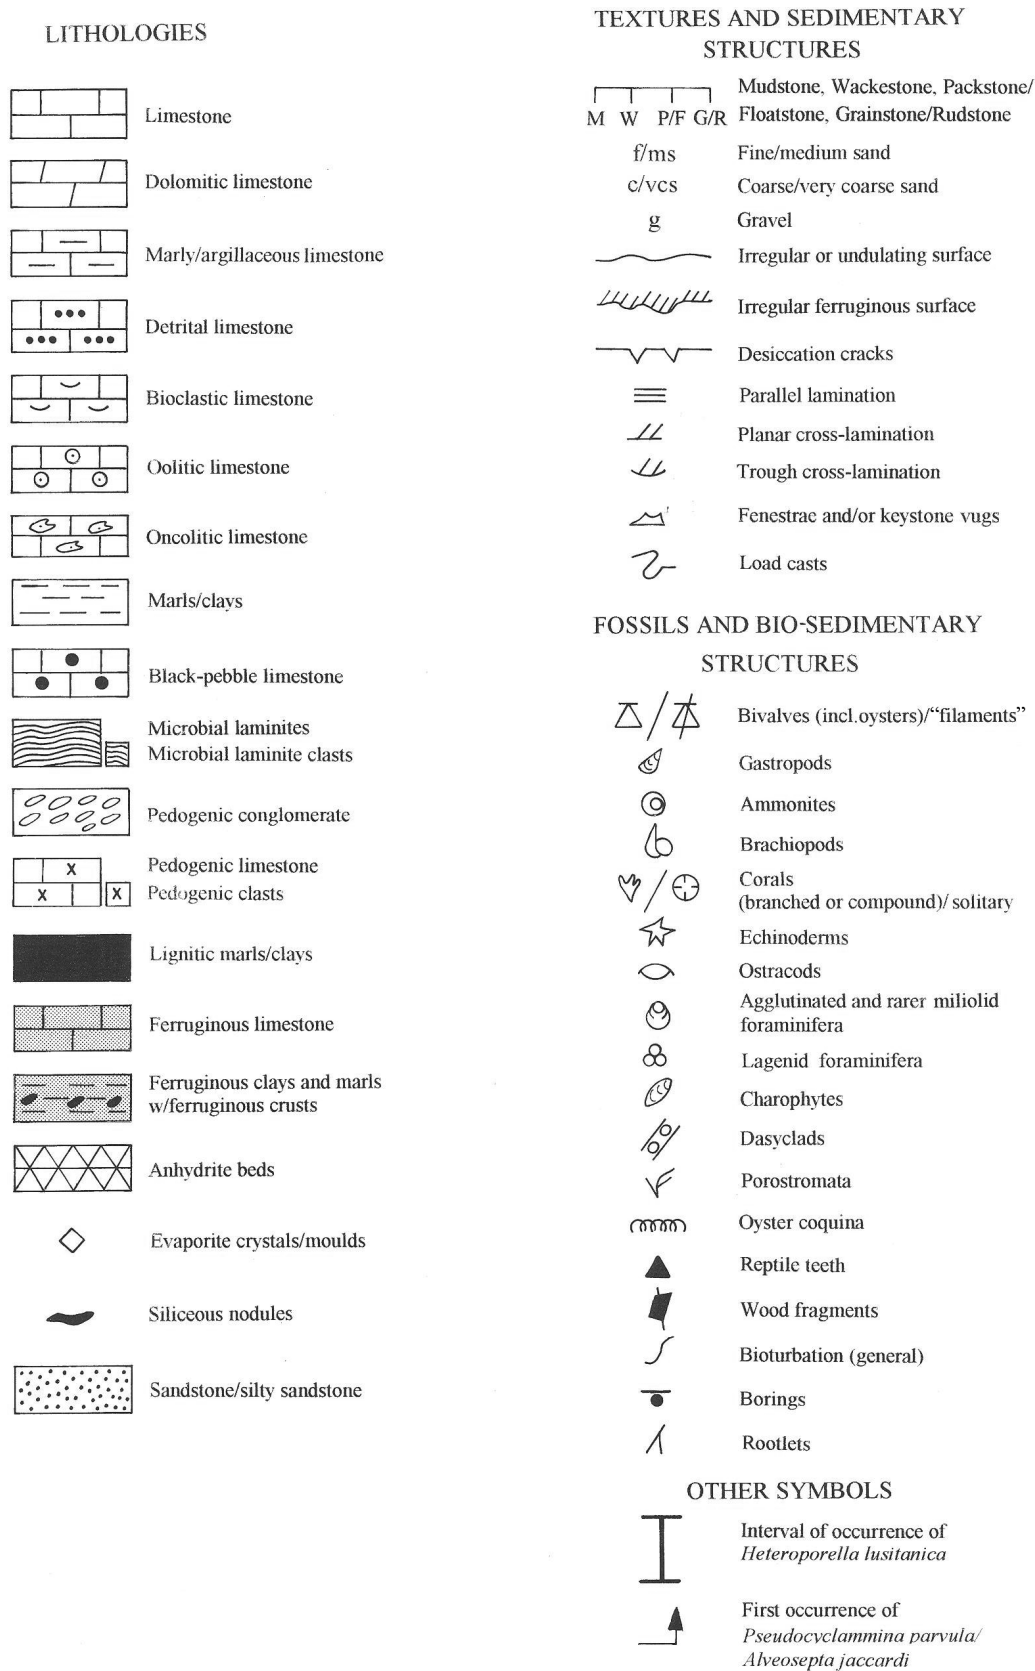 LITHOLOGIES
Limestone
Dolomitic limestone
Marly/argillaceous limestone
Detrital limestone
Bioclastic limestone
Oolitic limestone
Oncolitic limestone
Marls/clays
Black-pebble limestone
Microbial laminites
Microbial laminite clasts
Pedogenic conglomerate
X
Pedogenic limestone
X X
Pedogenic clasts
Lignitic marls/clays
Ferruginous limestone
Ferruginous clays and marls
w/ferruginous crusts
Anhydrite beds
Evaporite crystals/moulds
Siliceous nodules
Sandstone/silty sandstone
TEXTURES AND SEDIMENTARY
STRUCTURES
Mudstone, Wackestone, Packstone/
M W P/F G/R Floatstone, Grainstone/Rudstone
f/ms Fine/medium sand
c/vcs Coarse/very coarse sand
g Gravel
Irregular or undulating surface
Irregular ferruginous surface
Desiccation cracks
Parallel lamination
Planar cross-lamination
Trough cross-lamination
Fenestrae and/or keystone vugs
Load casts
FOSSILS AND BIO-SEDIMENTARY
STRUCTURES
Bivalves (incl.oysters)/“filaments”
Gastropods
Ammonites
Brachiopods
Corals
(branched or compound)/ solitary
Echinoderms
Ostracods
Agglutinated and rarer miliolid
foraminifera
Lagenid foraminifera
Charophytes
Dasyclads
Porostromata
Oyster coquina
Reptile teeth
Wood fragments
Bioturbation (general)
Borings
Rootlets
OTHER SYMBOLS
Interval of occurrence of
Heteroporella lusitanica
First occurrence of
Pseudocyclammina parvula/
Alveosepta jaccardi